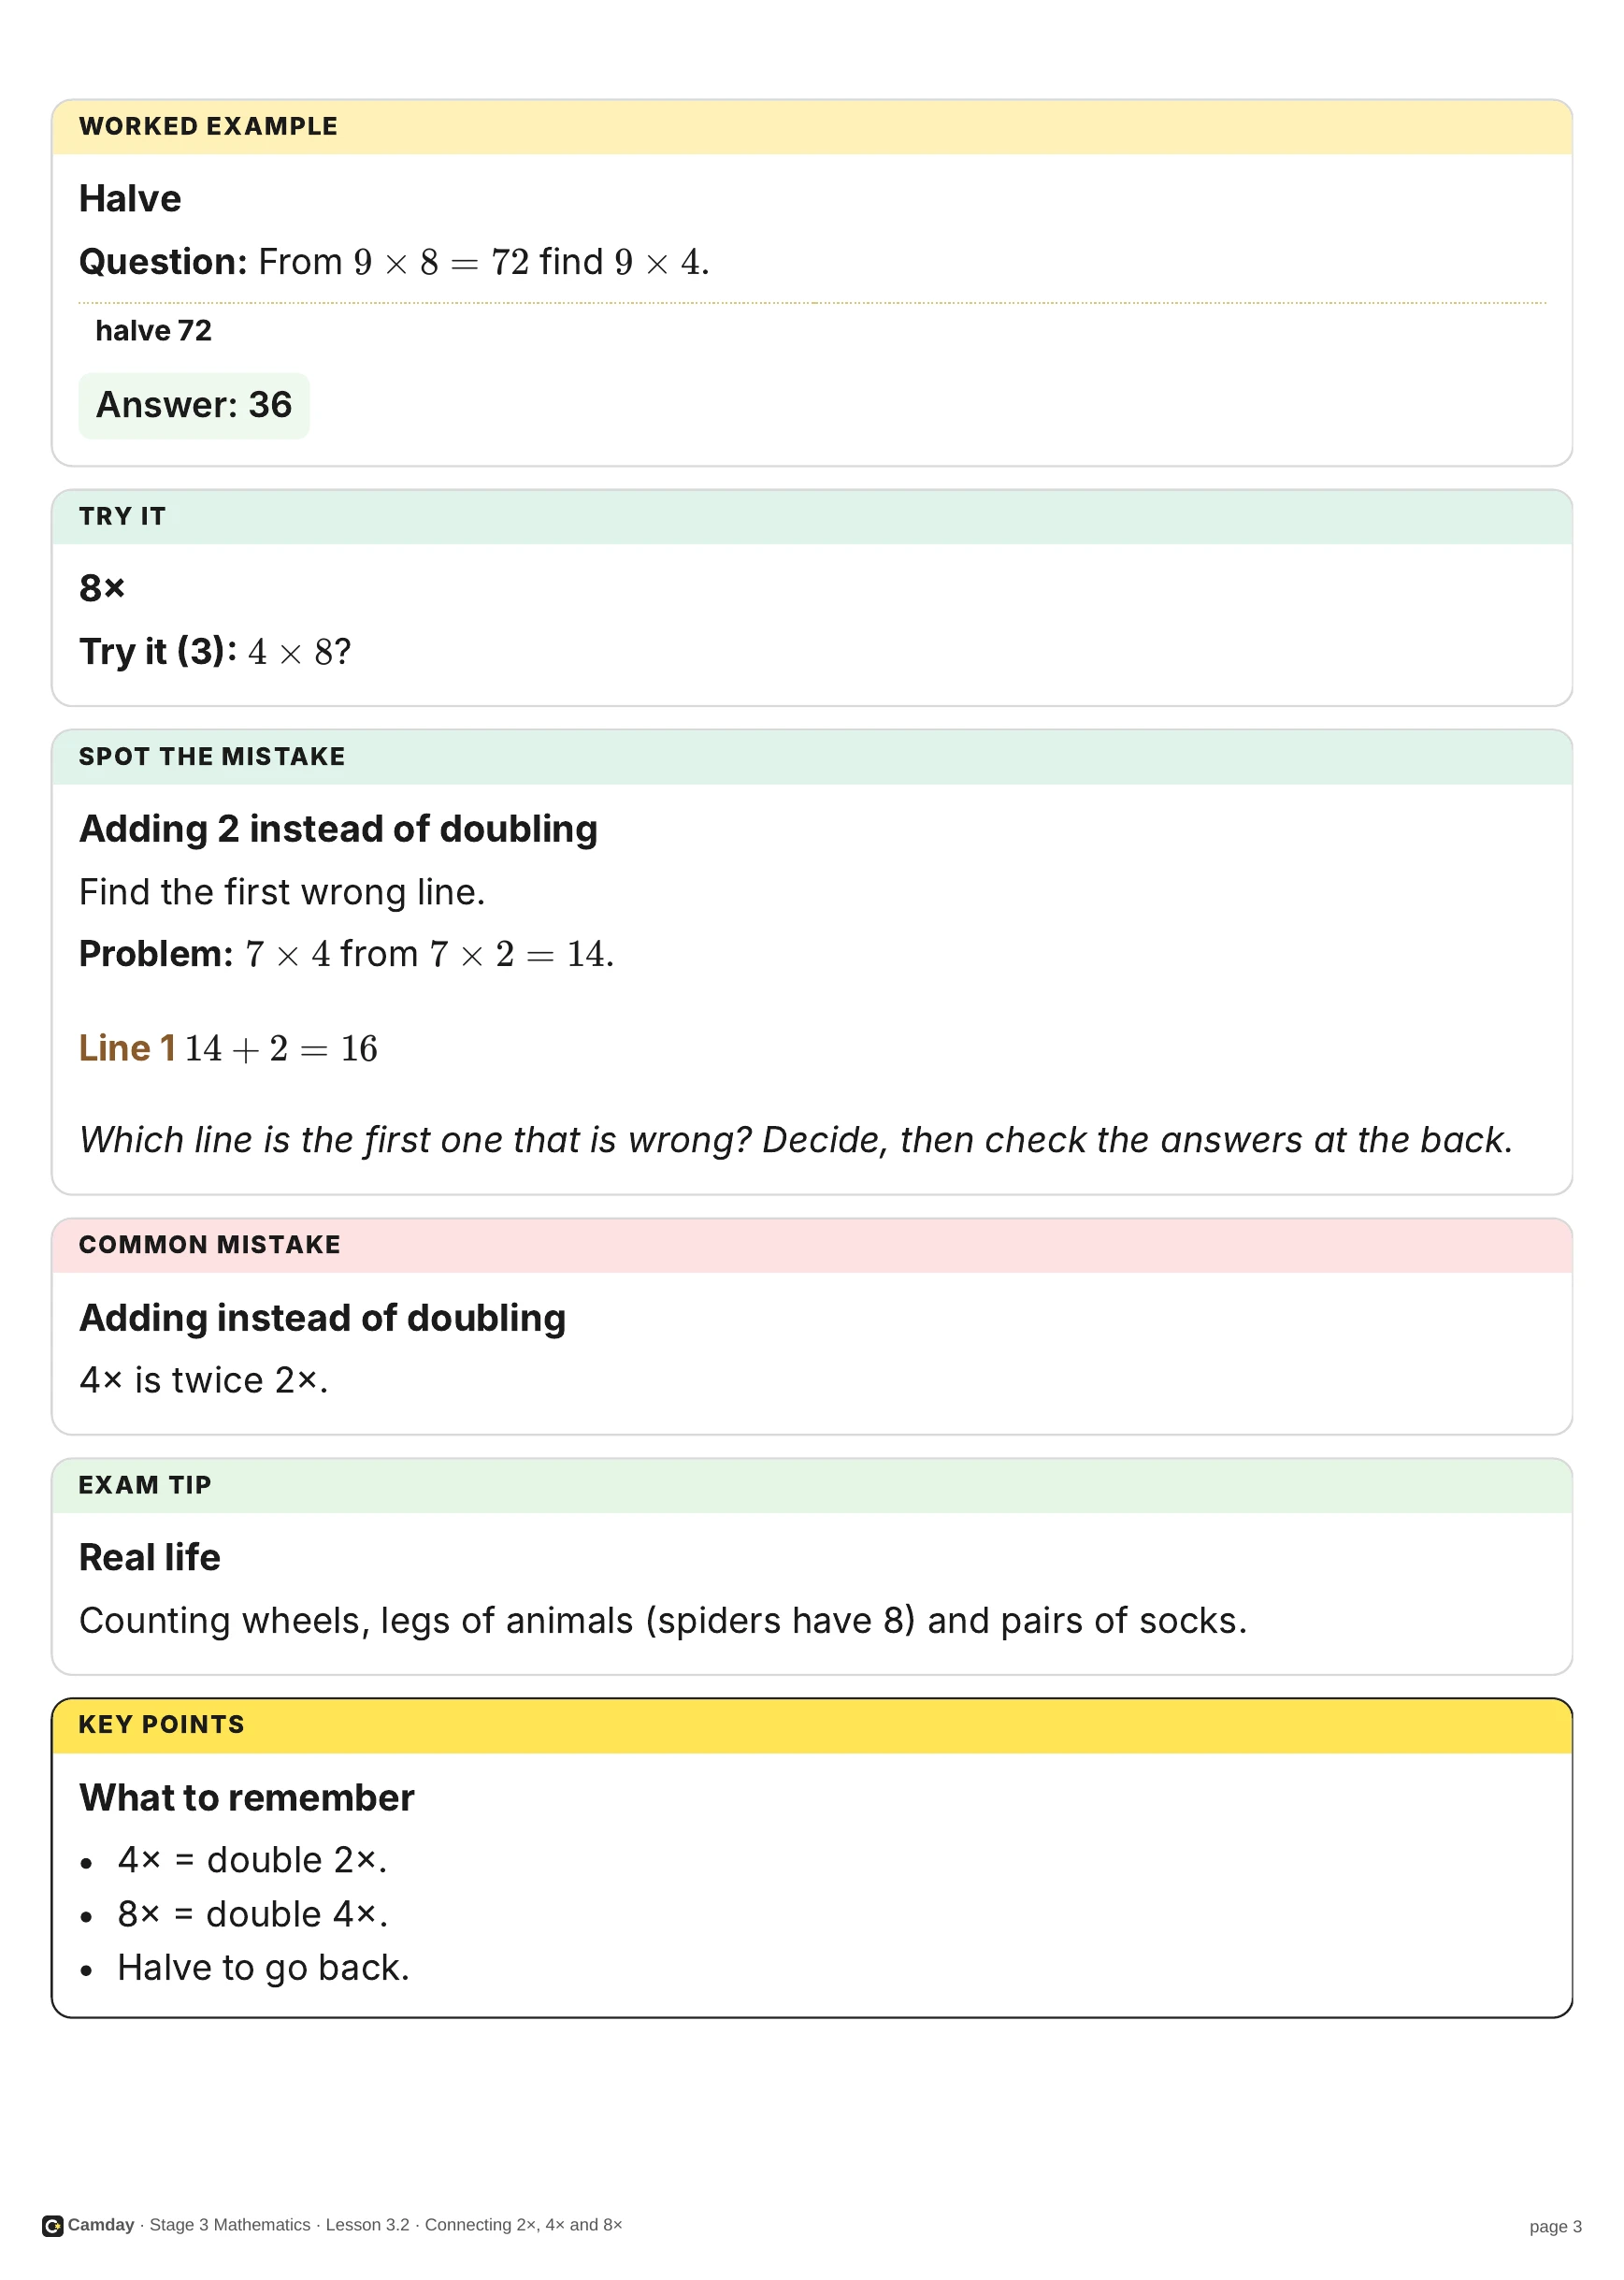 WORKED EXAMPLE
Halve
Question: From 9 × 8 = 72 find 9 × 4.
halve 72
Answer: 36
TRY IT
8×
Try it (3): 4 × 8?
SPOT THE MISTAKE
Adding 2 instead of doubling
Find the first wrong line.
Problem: 7 × 4 from 7 × 2 = 14.
Line 1 14 + 2 = 16
Which line is the first one that is wrong? Decide, then check the answers at the back.
COMMON MISTAKE
Adding instead of doubling
4× is twice 2×.
EXAM TIP
Real life
Counting wheels, legs of animals (spiders have 8) and pairs of socks.
KEY POINTS
What to remember
• 4× = double 2×.
• 8× = double 4×.
• Halve to go back.
Camday · Stage 3 Mathematics · Lesson 3.2 · Connecting 2×, 4× and 8×
page 3